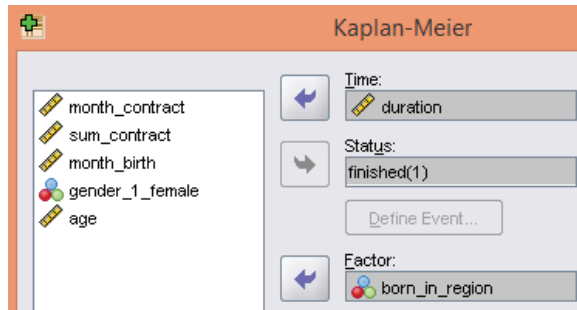 Kaplan-Meier
month_contract
sum_contract
month_birth
gender_1_female
age
Time:
duration
Status:
finished(1)
Define Event...
Factor:
born_in_region